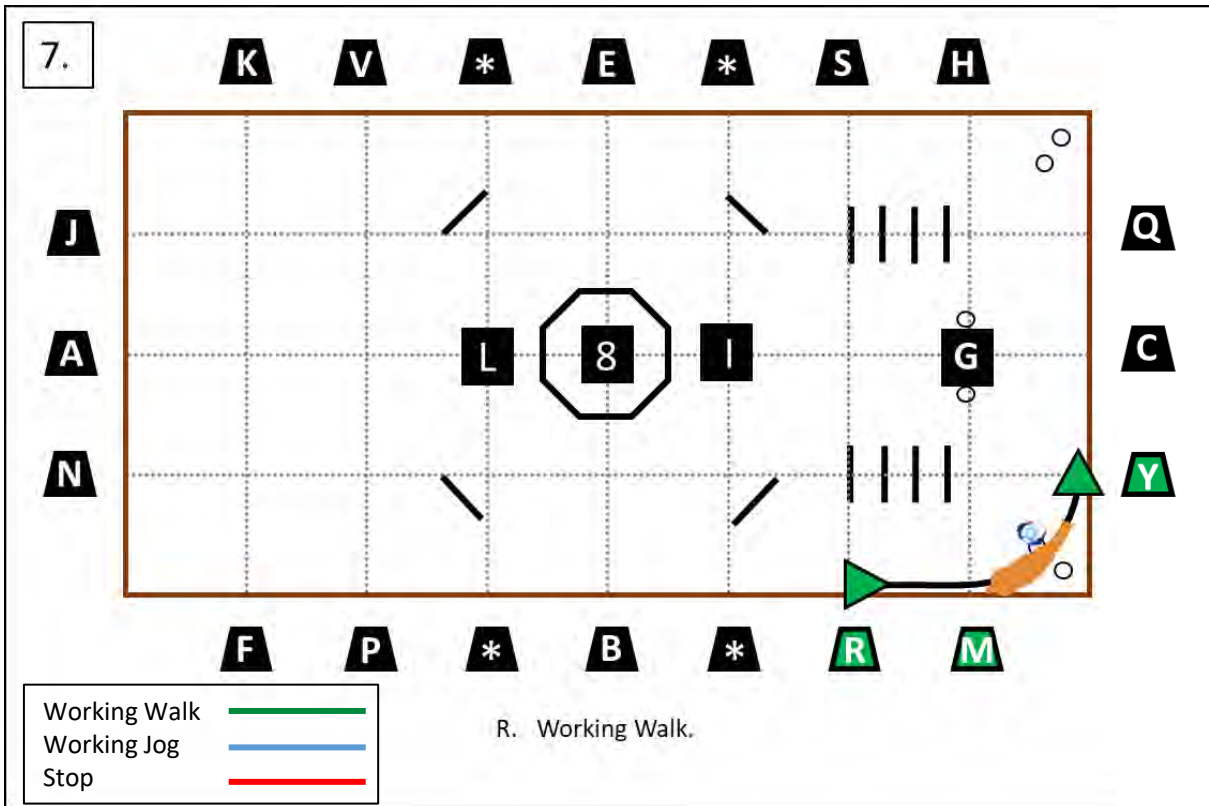 7.
K V * E * S H
J Q
A L 8 I G C
N Y
F P * B * R M
Working Walk
Working Jog
Stop
R. Working Walk.